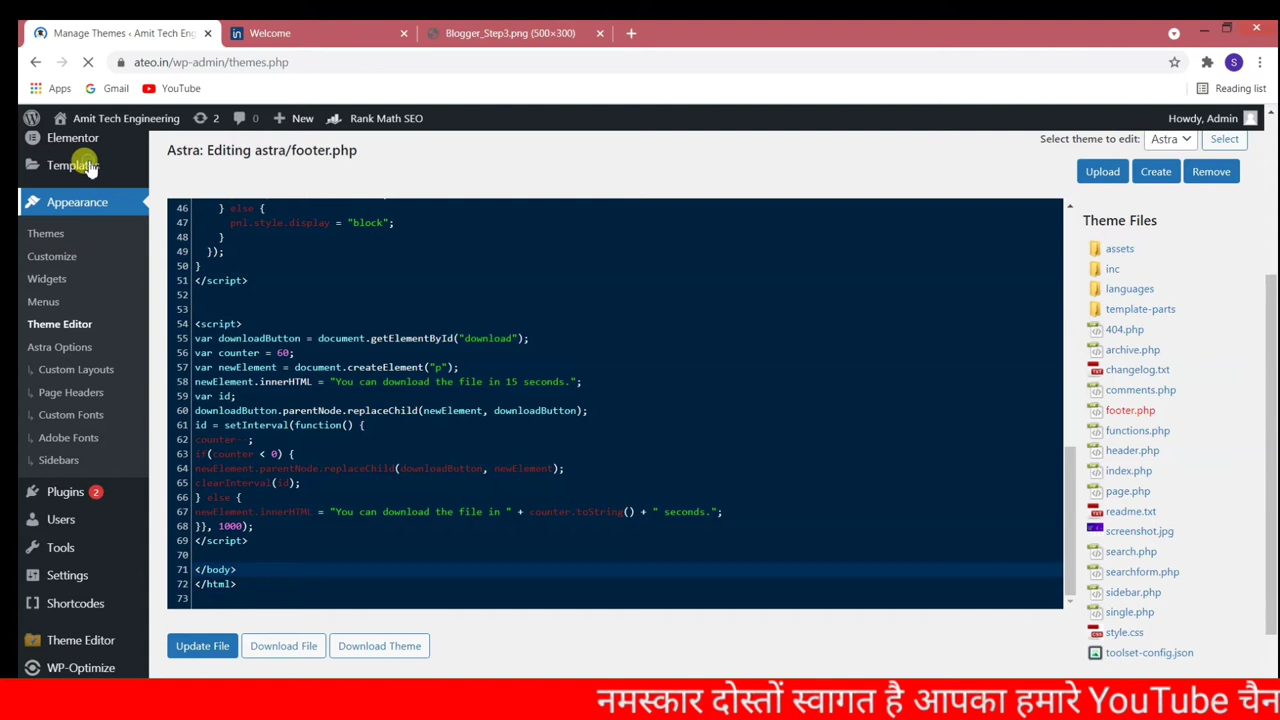 Manage Themes ‹ Amit Tech Eng
Welcome
Blogger_Step3.png (500×300)
ateo.in/wp-admin/themes.php
Apps
Gmail
YouTube
Reading list
Amit Tech Engineering
2
0
New
Rank Math SEO
Howdy, Admin
Elementor
Appearance
Themes
Customize
Widgets
Menus
Theme Editor
Astra Options
Custom Layouts
Page Headers
Custom Fonts
Adobe Fonts
Sidebars
Plugins 2
Users
Tools
Settings
Shortcodes
Theme Editor
WP-Optimize
Astra: Editing astra/footer.php
Select theme to edit: Astra Select
Upload Create Remove
46 } else {
47 pnl.style.display = "block";
48 }
49 });
50 }
51 </script>
52
53
54 <script>
55 var downloadButton = document.getElementById("download");
56 var counter = 60;
57 var newElement = document.createElement("p");
58 newElement.innerHTML = "You can download the file in 15 seconds.";
59 var id;
60 downloadButton.parentNode.replaceChild(newElement, downloadButton);
61 id = setInterval(function() {
62 counter--;
63 if(counter < 0) {
64 newElement.parentNode.replaceChild(downloadButton, newElement);
65 clearInterval(id);
66 } else {
67 newElement.innerHTML = "You can download the file in " + counter.toString() + " seconds.";
68 }}, 1000);
69 </script>
70
71 </body>
72 </html>
73
Update File Download File Download Theme
Theme Files
assets
inc
languages
template-parts
404.php
archive.php
changelog.txt
comments.php
footer.php
functions.php
header.php
index.php
page.php
readme.txt
screenshot.jpg
search.php
searchform.php
sidebar.php
single.php
style.css
toolset-config.json
नमस्कार दोस्तों स्वागत है आपका हमारे YouTube चैन